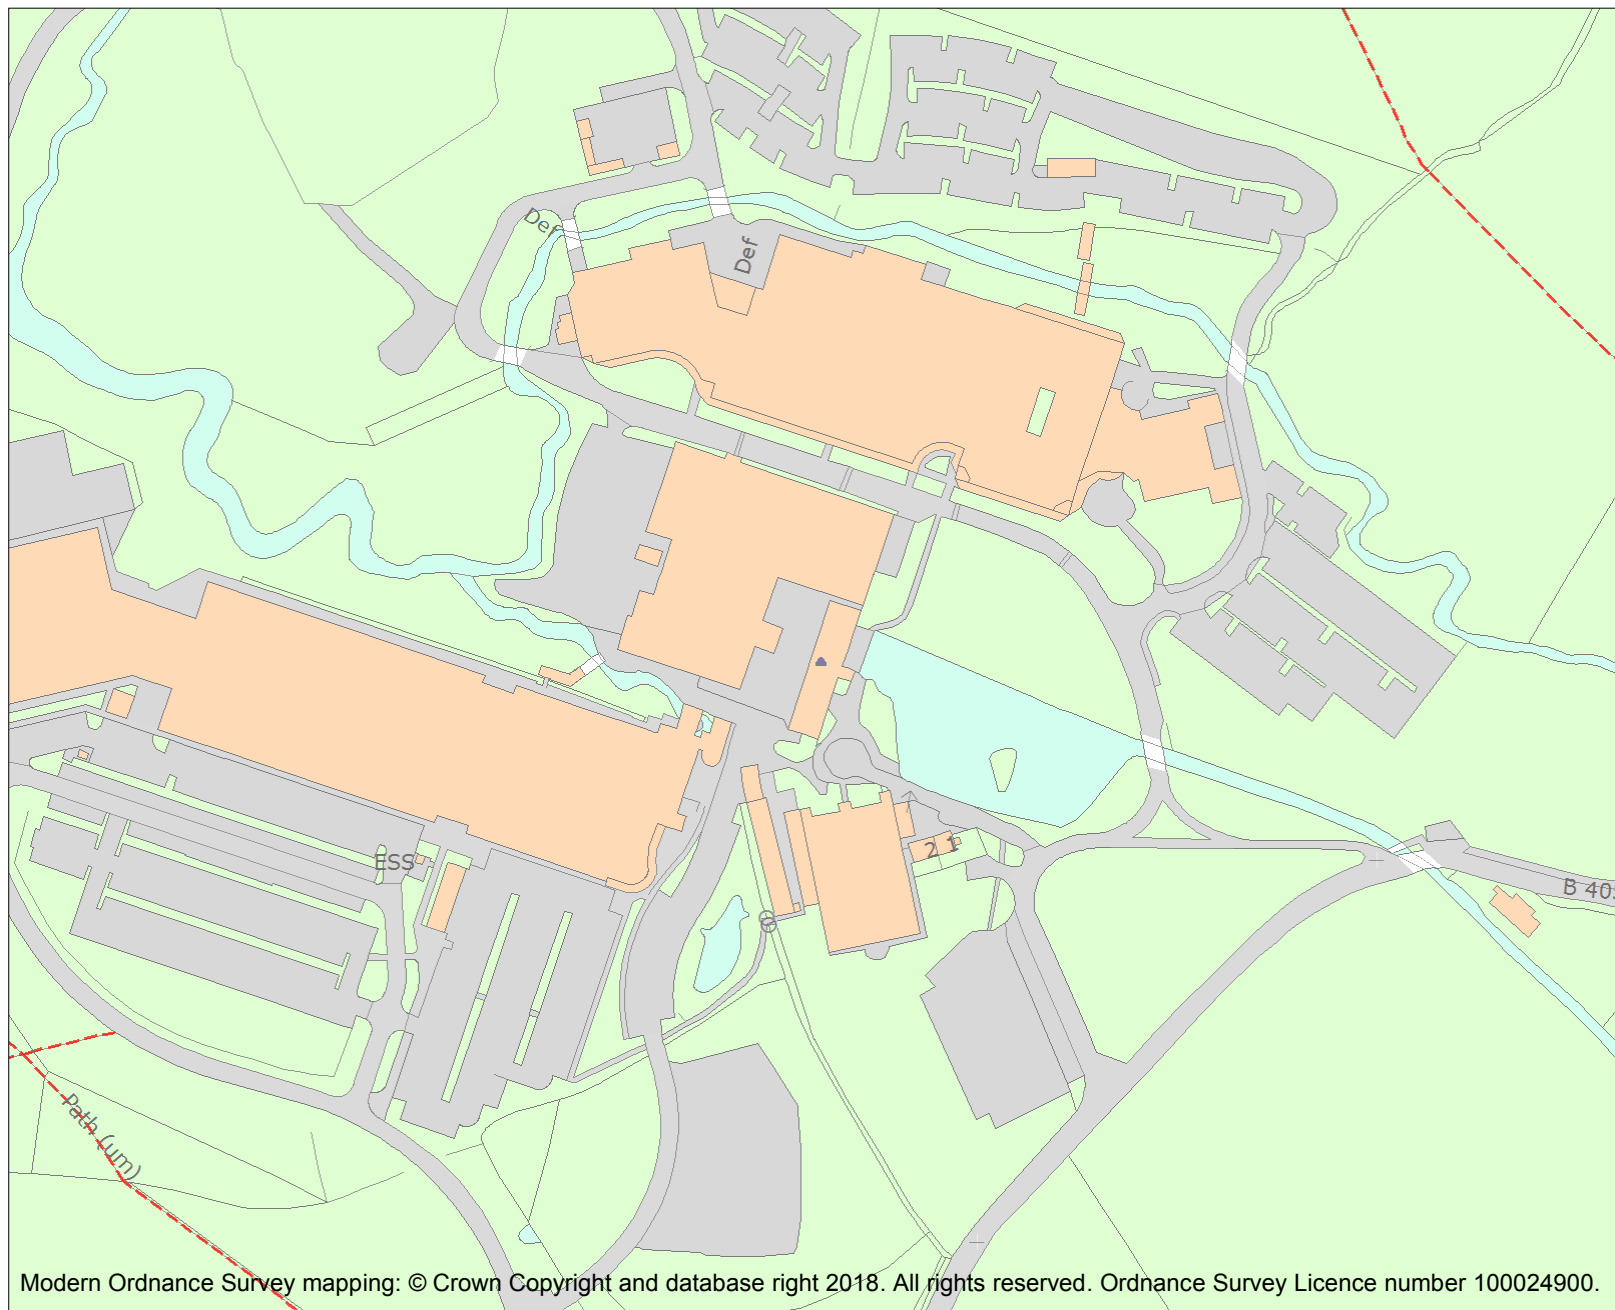 Def
Def
ESS
2 1
B 40
Path (um)
Modern Ordnance Survey mapping: © Crown Copyright and database right 2018. All rights reserved. Ordnance Survey Licence number 100024900.